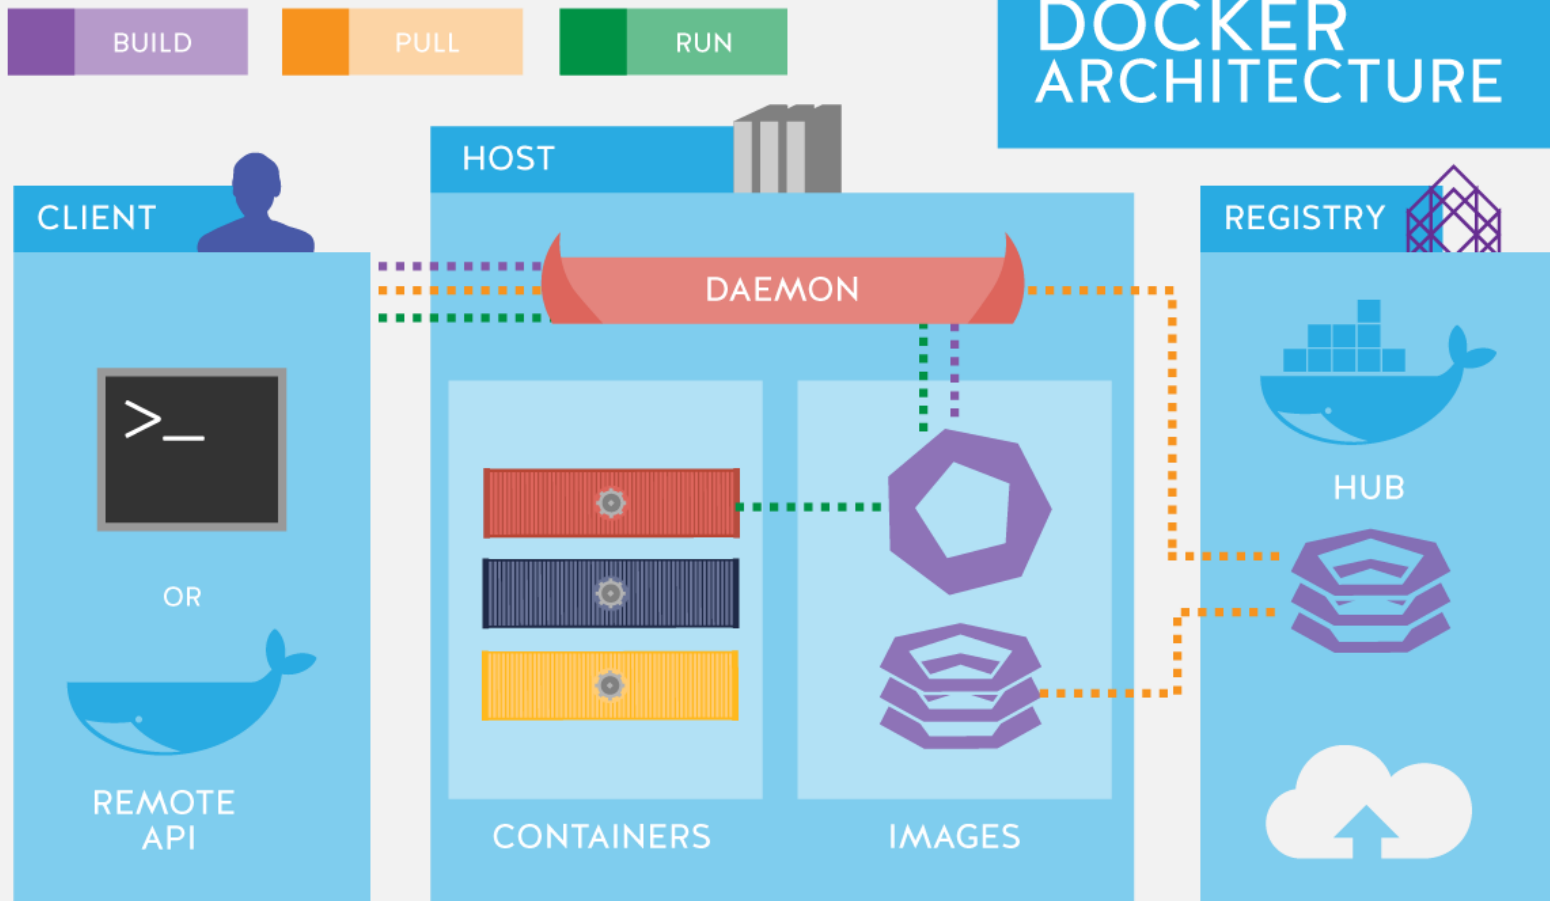 BUILD
PULL
RUN
DOCKER
ARCHITECTURE
CLIENT
HOST
REGISTRY
DAEMON
>_
OR
REMOTE
API
CONTAINERS
IMAGES
HUB